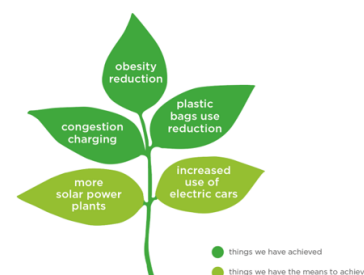 obesity
reduction
plastic
bags use
reduction
congestion
charging
increased
use of
electric cars
more
solar power
plants
things we have achieved
things we have the means to achiev